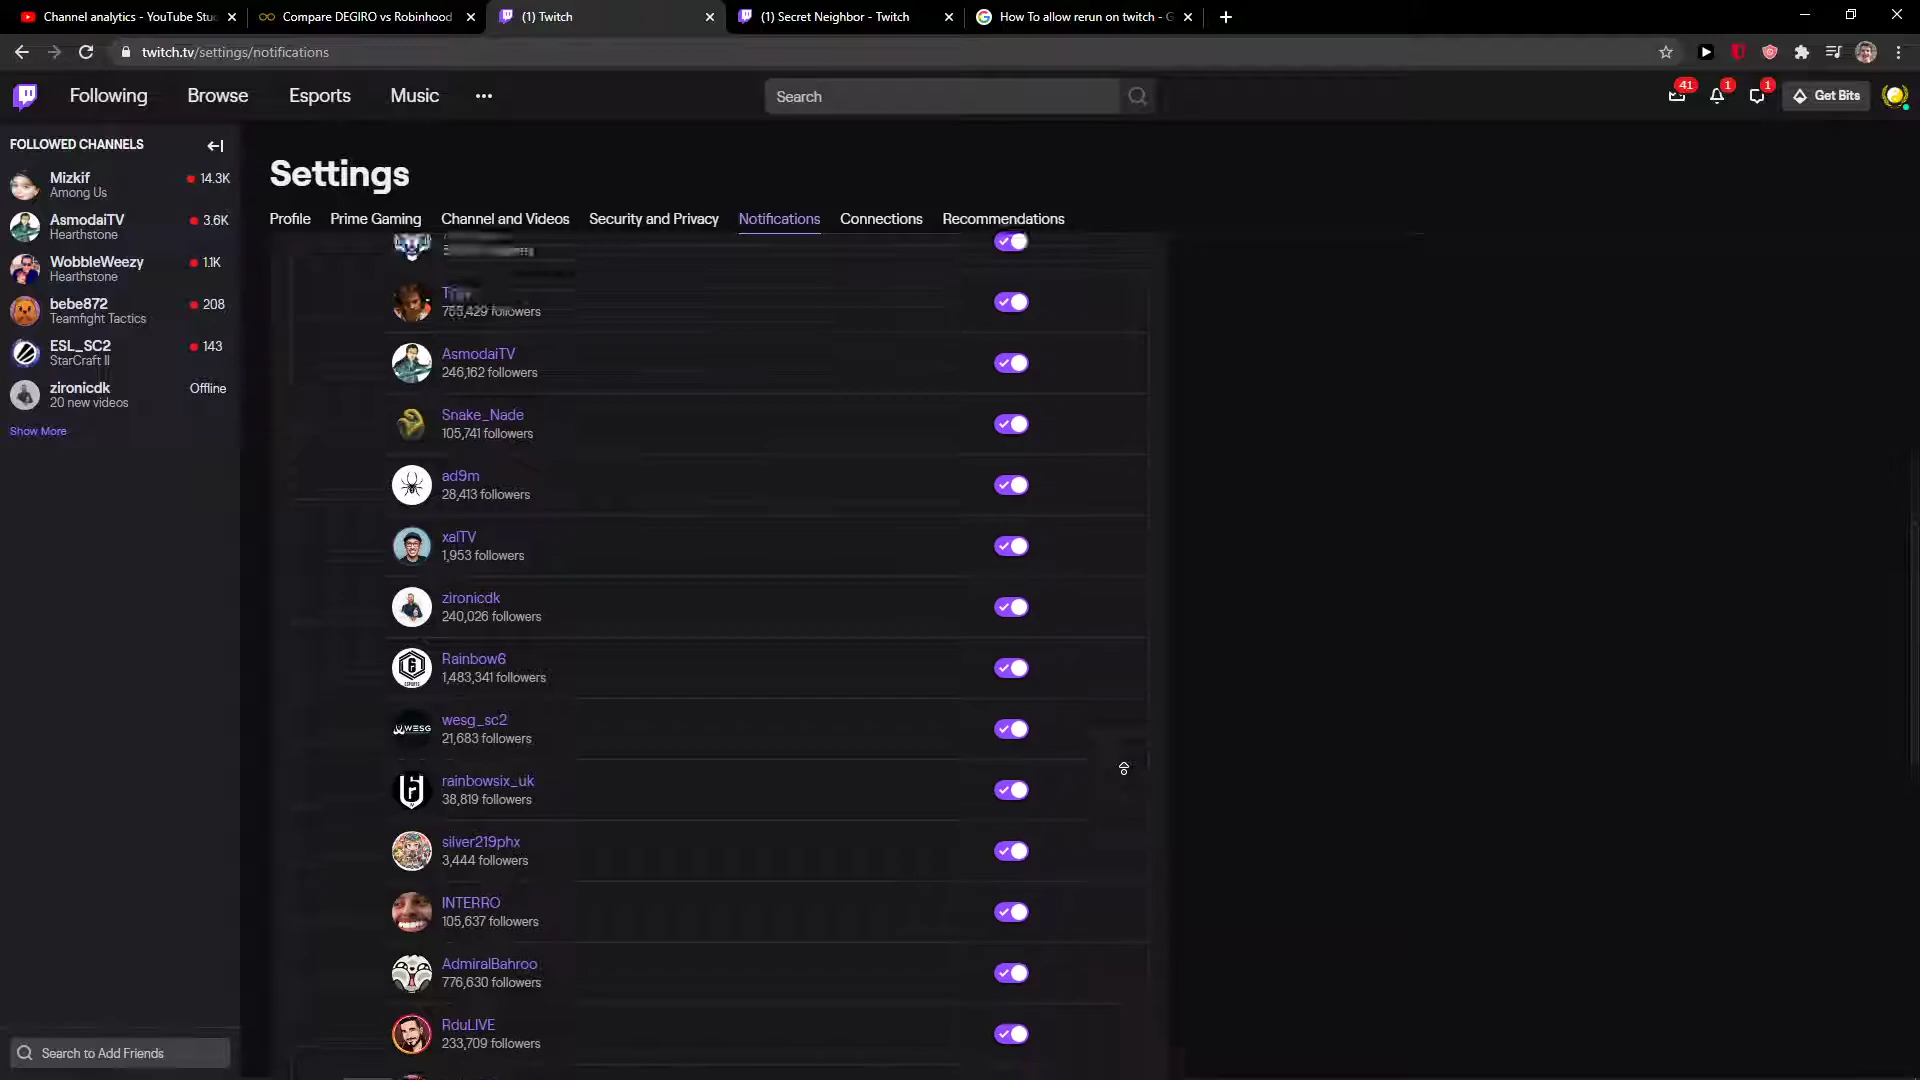 Channel analytics - YouTube Stu
Compare DEGIRO vs Robinhood
(1) Twitch
(1) Secret Neighbor - Twitch
How To allow rerun on twitch - G
twitch.tv/settings/notifications
Following
Browse
Esports
Music
Search
41
1
1
Get Bits
FOLLOWED CHANNELS
Mizkif
14.3K
Among Us
AsmodaiTV
3.6K
Hearthstone
WobbleWeezy
1.1K
Hearthstone
bebe872
208
Teamfight Tactics
ESL_SC2
143
StarCraft II
zironicdk
Offline
20 new videos
Show More
Search to Add Friends
Settings
Profile
Prime Gaming
Channel and Videos
Security and Privacy
Notifications
Connections
Recommendations
followers
AsmodaiTV
246,162 followers
Snake_Nade
105,741 followers
ad9m
28,413 followers
xalTV
1,953 followers
zironicdk
240,026 followers
Rainbow6
1,483,341 followers
wesg_sc2
21,683 followers
rainbowsix_uk
38,819 followers
silver219phx
3,444 followers
INTERRO
105,637 followers
AdmiralBahroo
776,630 followers
RduLIVE
233,709 followers
WESG